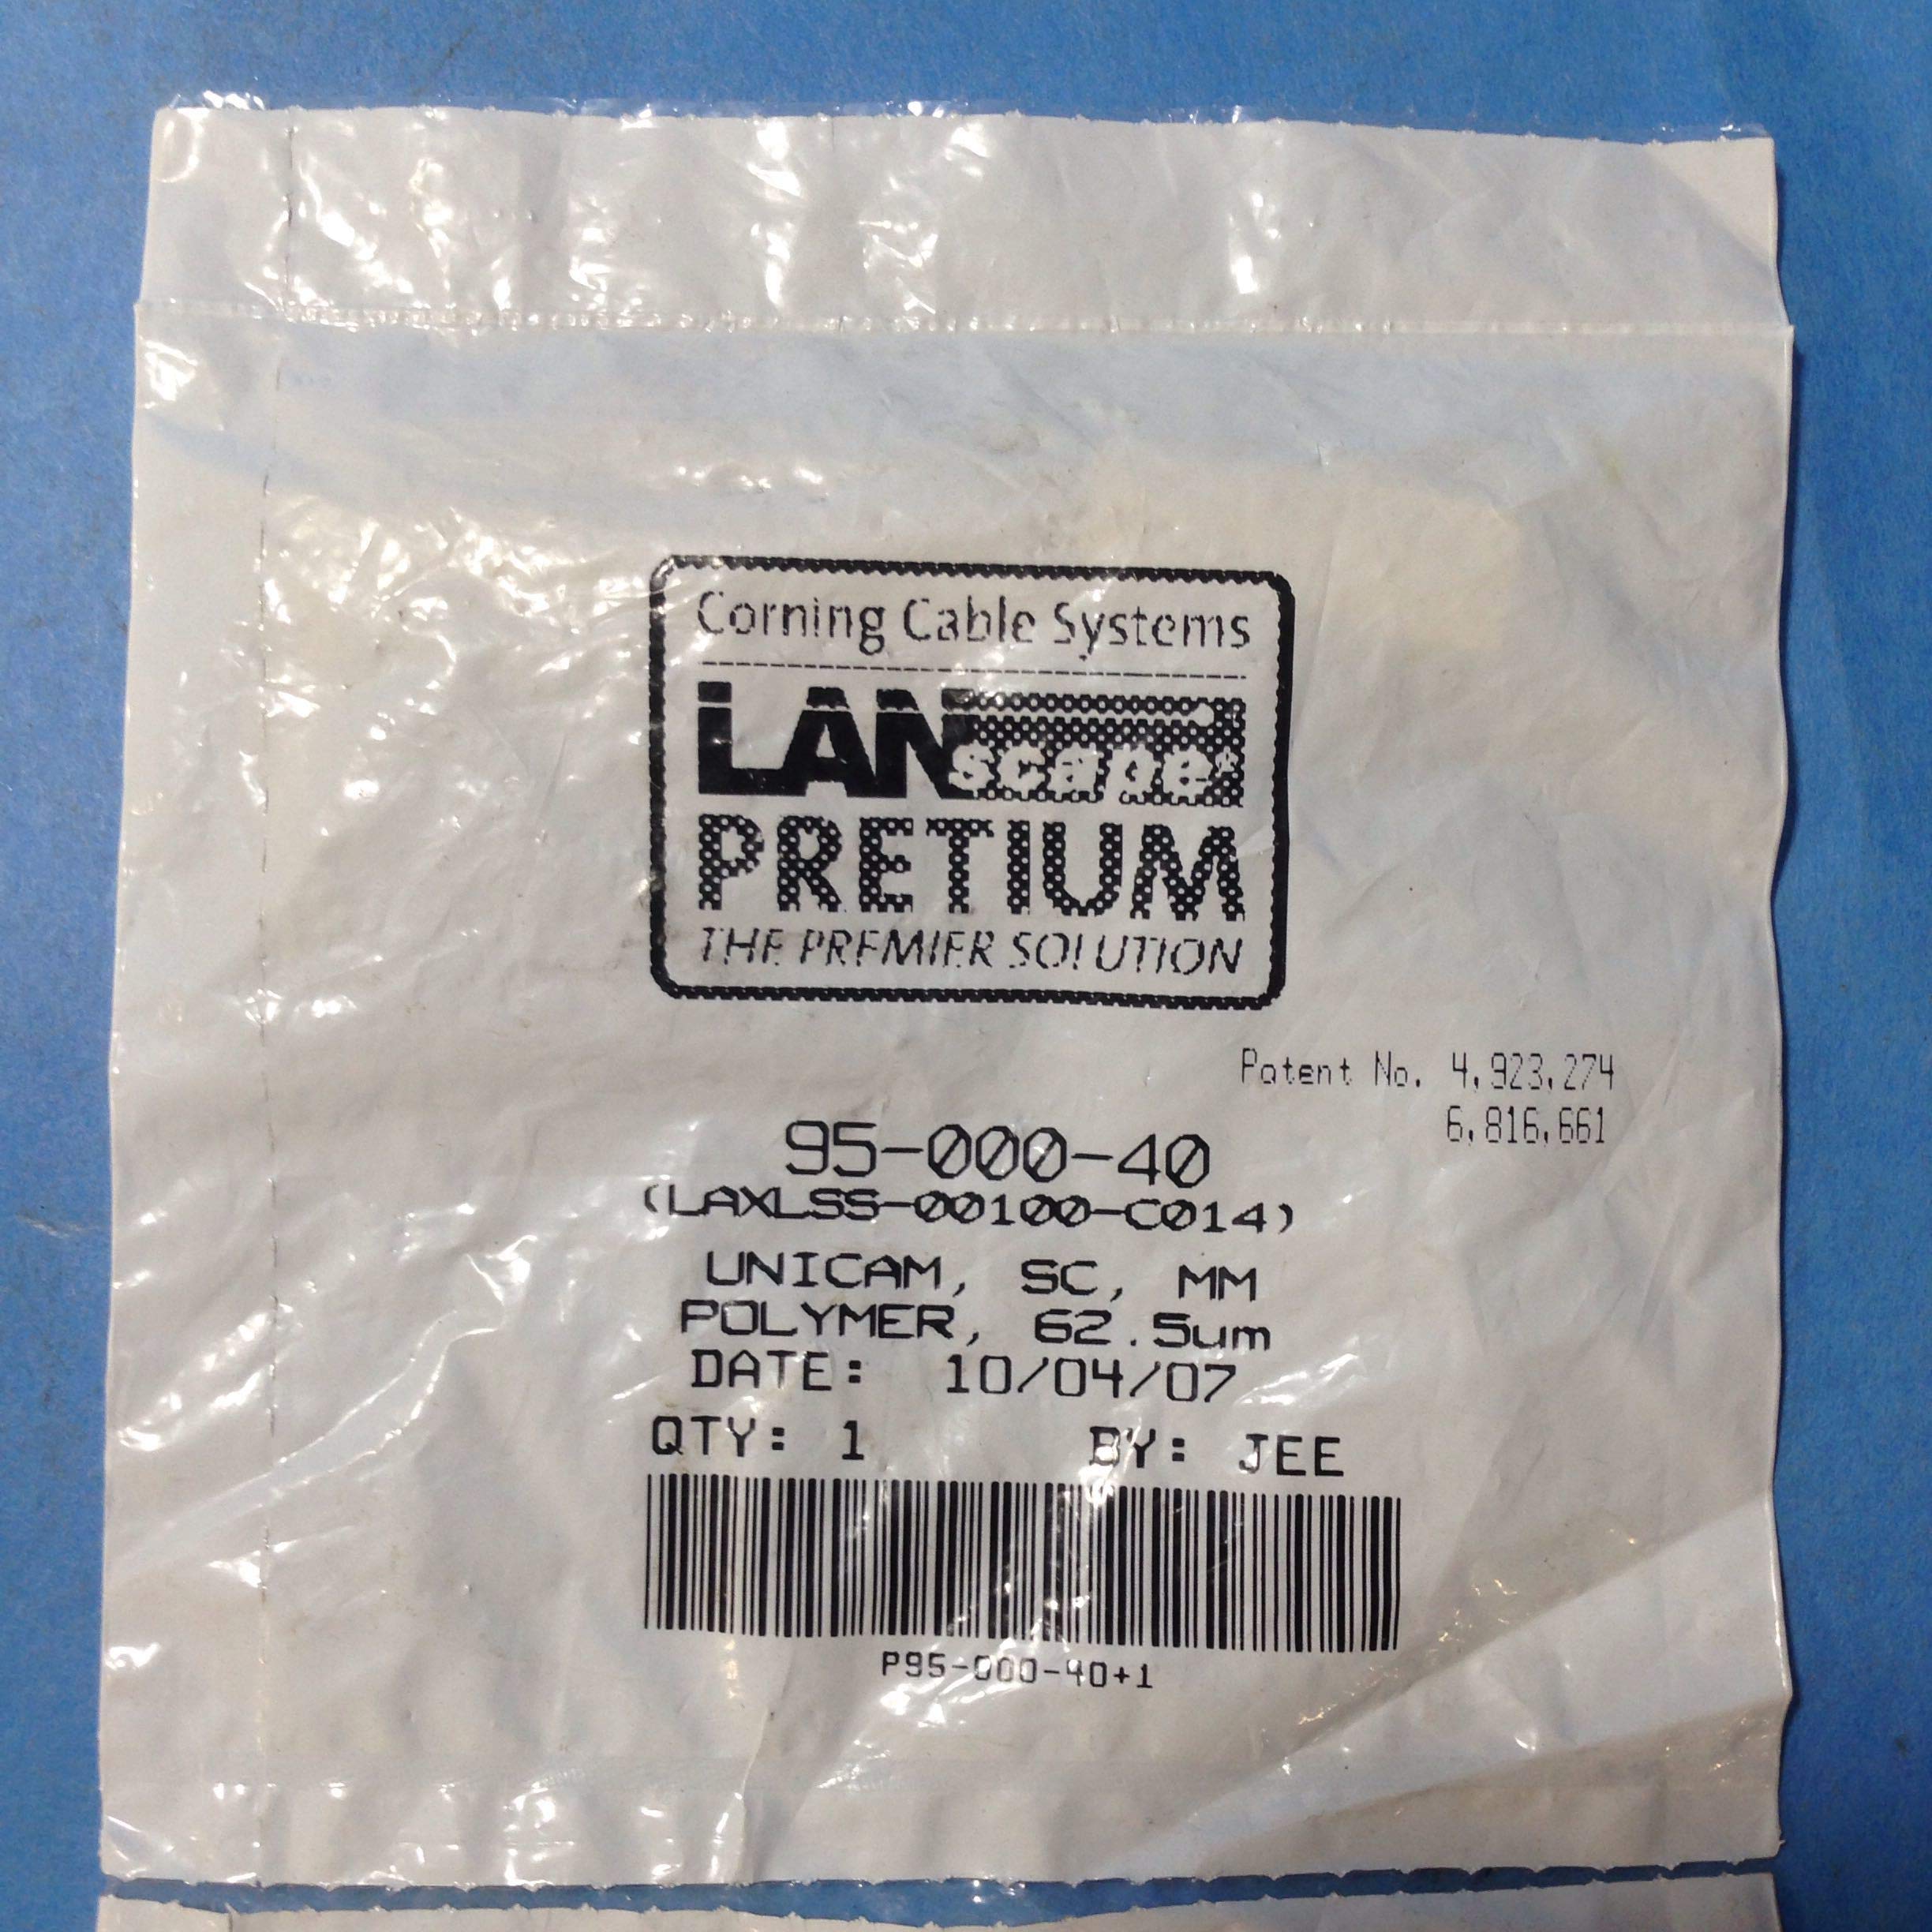 Corning Cable Systems
LANscape®
PRETIUM
THE PREMIER SOLUTION
Patent No. 4,923,274
6,816,661
95-000-40
(LAXLSS-00100-C014)
UNICAM, SC, MM
POLYMER, 62.5um
DATE: 10/04/07
QTY: 1 BY: JEE
P95-000-40+1